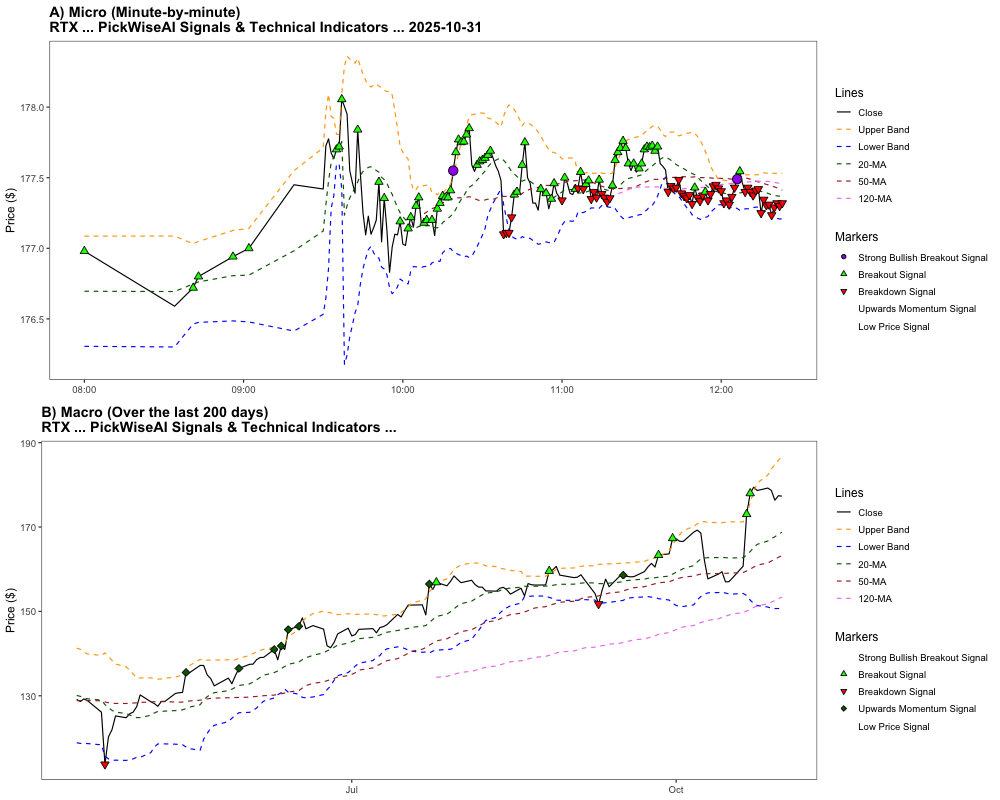 A) Micro (Minute-by-minute)
RTX ... PickWiseAI Signals & Technical Indicators ... 2025-10-31
Price ($)
178.0
177.5
177.0
176.5
08:00
09:00
10:00
11:00
12:00
Lines
Close
Upper Band
Lower Band
20-MA
50-MA
120-MA
Markers
Strong Bullish Breakout Signal
Breakout Signal
Breakdown Signal
Upwards Momentum Signal
Low Price Signal
B) Macro (Over the last 200 days)
RTX ... PickWiseAI Signals & Technical Indicators ...
Price ($)
190
170
150
130
Jul
Oct
Lines
Close
Upper Band
Lower Band
20-MA
50-MA
120-MA
Markers
Strong Bullish Breakout Signal
Breakout Signal
Breakdown Signal
Upwards Momentum Signal
Low Price Signal